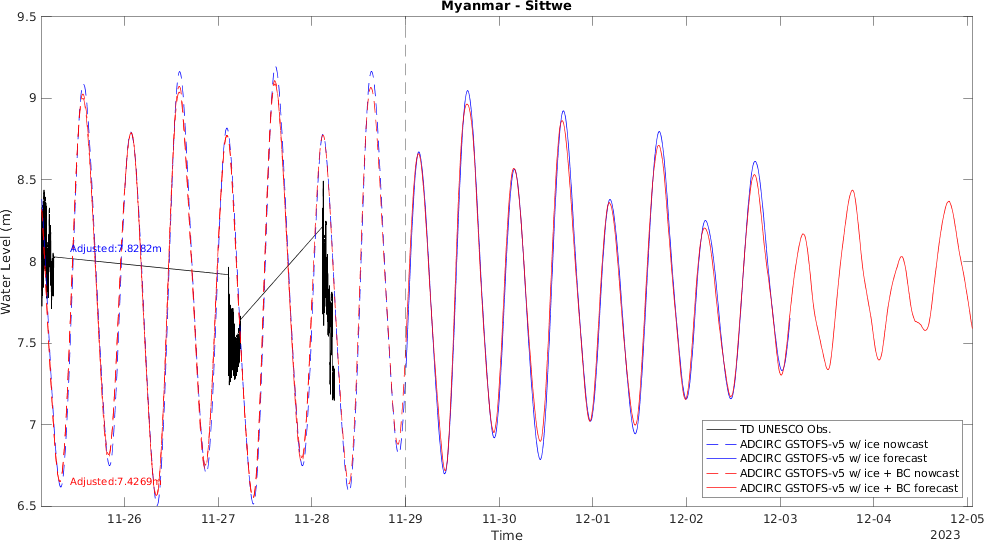 Myanmar - Sittwe
9.5
9
8.5
8
7.5
7
6.5
Water Level (m)
Adjusted:7.8282m
Adjusted:7.4269m
TD UNESCO Obs.
ADCIRC GSTOFS-v5 w/ ice nowcast
ADCIRC GSTOFS-v5 w/ ice forecast
ADCIRC GSTOFS-v5 w/ ice + BC nowcast
ADCIRC GSTOFS-v5 w/ ice + BC forecast
11-26 11-27 11-28 11-29 11-30 12-01 12-02 12-03 12-04 12-05
Time
2023